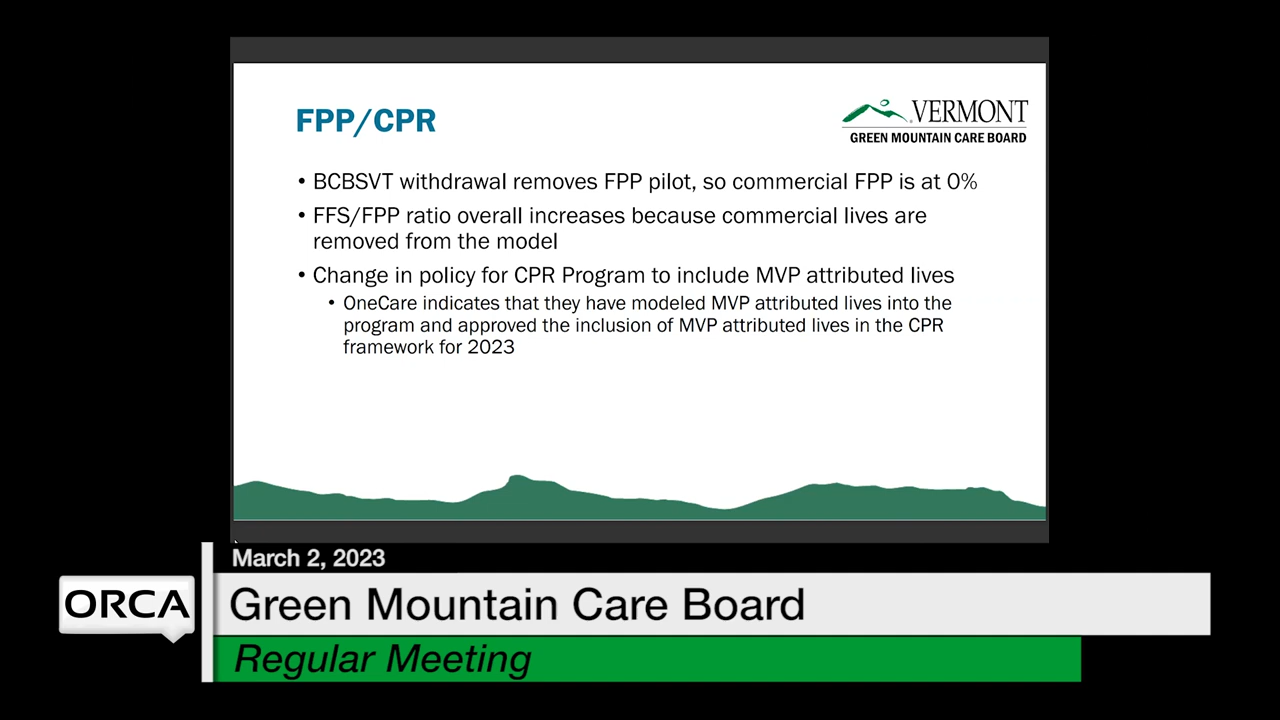 FPP/CPR
VERMONT
GREEN MOUNTAIN CARE BOARD
• BCBSVT withdrawal removes FPP pilot, so commercial FPP is at 0%
• FFS/FPP ratio overall increases because commercial lives are
removed from the model
• Change in policy for CPR Program to include MVP attributed lives
• OneCare indicates that they have modeled MVP attributed lives into the
program and approved the inclusion of MVP attributed lives in the CPR
framework for 2023
March 2, 2023
ORCA
Green Mountain Care Board
Regular Meeting